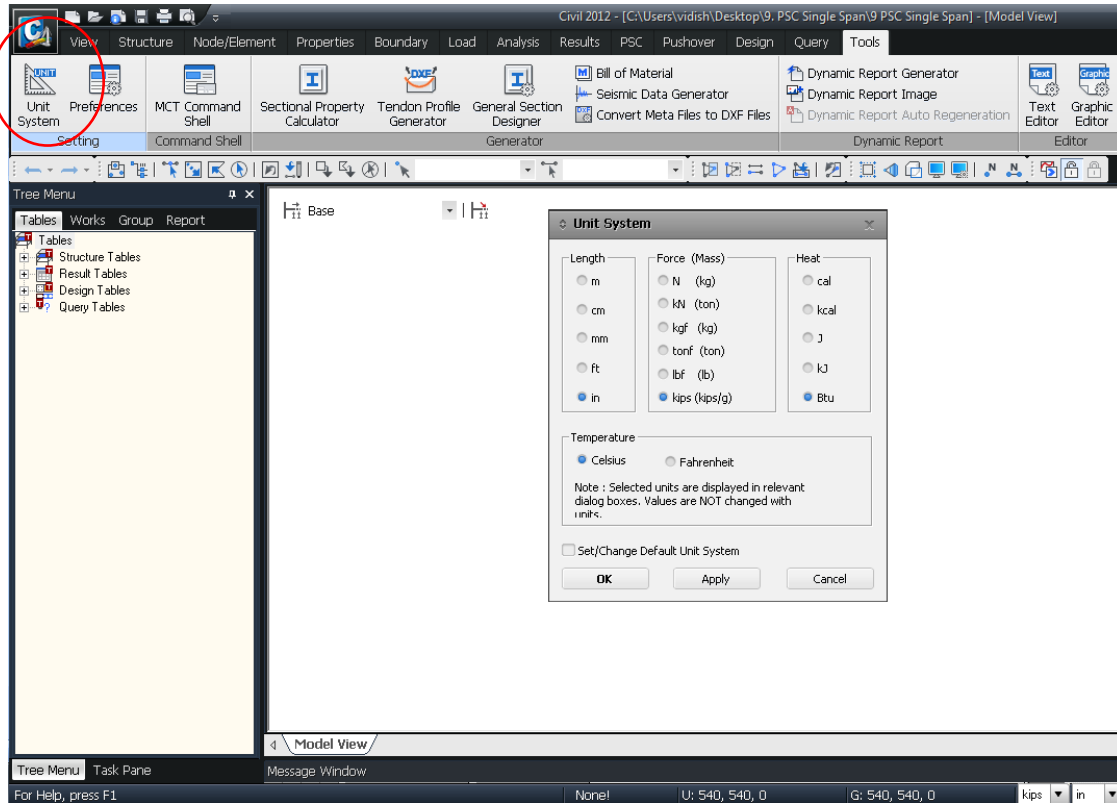 Civil 2012 - [C:\Users\vidish\Desktop\9. PSC Single Span\9 PSC Single Span] - [Model View]
View Structure Node/Element Properties Boundary Load Analysis Results PSC Pushover Design Query Tools
UNIT
Unit System
Preferences
MCT Command Shell
Sectional Property Calculator
DXF
Tendon Profile Generator
General Section Designer
Bill of Material
Seismic Data Generator
Convert Meta Files to DXF Files
Dynamic Report Generator
Dynamic Report Image
Dynamic Report Auto Regeneration
Text
Text Editor
Graphic
Graphic Editor
Setting Command Shell Generator Dynamic Report Editor
Tree Menu
Tables Works Group Report
Tables
Structure Tables
Result Tables
Design Tables
Query Tables
Base
Unit System
Length
m
cm
mm
ft
in
Force (Mass)
N (kg)
kN (ton)
kgf (kg)
tonf (ton)
lbf (lb)
kips (kips/g)
Heat
cal
kcal
J
kJ
Btu
Temperature
Celsius Fahrenheit
Note : Selected units are displayed in relevant
dialog boxes. Values are NOT changed with
units.
Set/Change Default Unit System
OK Apply Cancel
Model View
Tree Menu Task Pane
Message Window
For Help, press F1 None! U: 540, 540, 0 G: 540, 540, 0 kips in